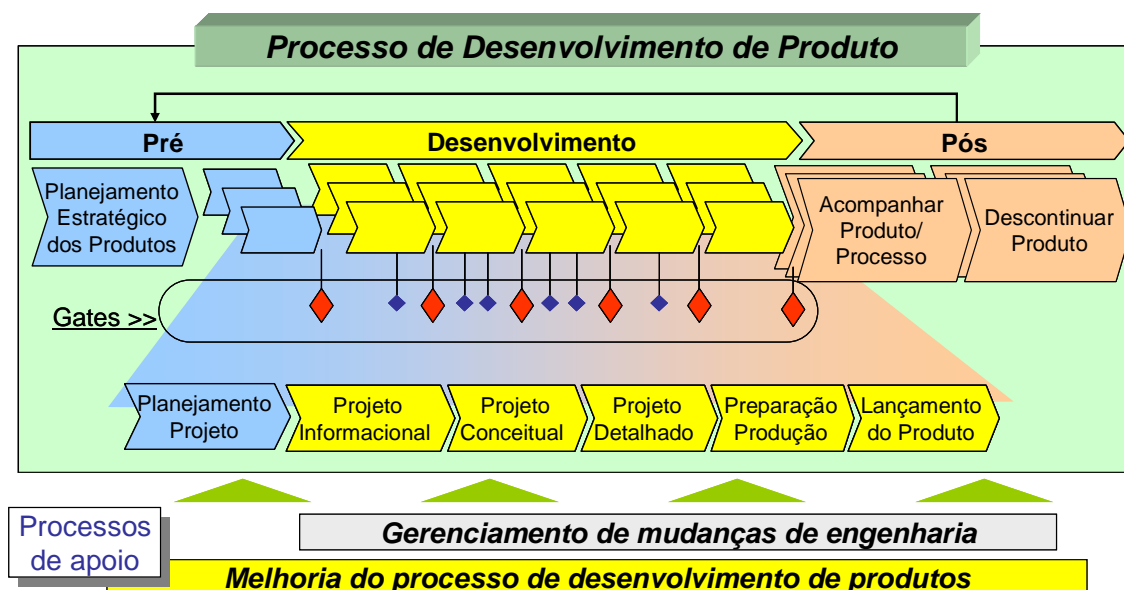 Processo de Desenvolvimento de Produto
Pré
Desenvolvimento
Pós
Planejamento
Estratégico
dos Produtos
Acompanhar
Produto/
Processo
Descontinuar
Produto
Gates >>
Planejamento
Projeto
Projeto
Informacional
Projeto
Conceitual
Projeto
Detalhado
Preparação
Produção
Lançamento
do Produto
Processos
de apoio
Gerenciamento de mudanças de engenharia
Melhoria do processo de desenvolvimento de produtos